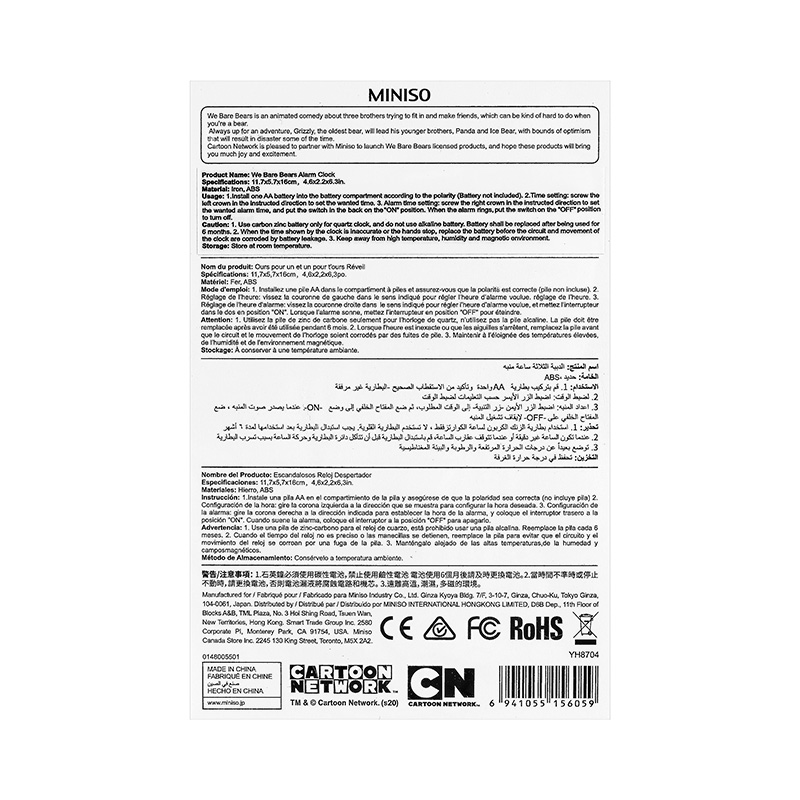 MINISO
We Bare Bears is an animated comedy about three brothers trying to fit in and make friends, which can be kind of hard to do when
you're a bear.
Always up for an adventure, Grizzly, the oldest bear, will lead his younger brothers, Panda and Ice Bear, with bounds of optimism
that will result in disaster some of the time.
Cartoon Network is pleased to partner with Miniso to launch We Bare Bears licensed products, and hope these products will bring
you much joy and excitement.
Product Name: We Bare Bears Alarm Clock
Specifications: 11,7x5,7x16cm, 4,6x2.2x6.3in.
Material: Iron, ABS
Usage: 1.Install one AA battery into the battery compartment according to the polarity (Battery not included). 2.Time setting: screw the
left crown in the instructed direction to set the wanted time. 3. Alarm time setting: screw the right crown in the instructed direction to set
the wanted alarm time, and put the switch in the back on the"ON" position. When the alarm rings, put the switch on the "OFF"position
to turn off.
Caution: 1. Use carbon zinc battery only for quartz clock, and do not use alkaline battery. Battery shall be replaced after being used for
6 months. 2. When the time shown by the clock is inaccurate or the hands stop, replace the battery before the circuit and movement of
the clock are corroded by battery leakage. 3. Keep away from high temperature, humidity and magnetic environment.
Storage: Store at room temperature.
Nom du produit: Ours pour un et un pour t'ours Réveil
Spécifications: 11,7x5,7x16cm, 4,6x2,2x6,3po.
Matériel: Fer, ABS
Mode d'emploi: 1. Installez une pile AA dans le compartiment à piles et assurez-vous que la polarité est correcte (pile non incluse). 2.
Réglage de l'heure: vissez la couronne de gauche dans le sens indiqué pour régler l'heure d'alarme voulue. réglage de l'heure. 3.
Réglage de l'heure d'alarme: vissez la couronne droite dans le sens indiqué pour régler l'heure d'alarme voulue, et mettez l'interrupteur
dans le dos en position "ON". Lorsque l'alarme sonne, mettez l'interrupteur en position "OFF" pour éteindre.
Attention: 1. Utilisez la pile de zinc de carbone seulement pour l'horloge de quartz, n'utilisez pas la pile alcaline. La pile doit être
remplacée après avoir été utilisée pendant 6 mois. 2. Lorsque l'heure est inexacte ou que les aiguilles s'arrêtent, remplacez la pile avant
que le circuit et le mouvement de l'horloge soient corrodés par des fuites de pile. 3. Maintenir à l'éloignée des températures élevées,
de l'humidité et de l'environnement magnétique.
Stockage: À conserver à une température ambiante.
اسم المنتج: الدببة الثلاثة ساعة منبه
الخامة: حديد ،ABS
الاستخدام: 1. قم بتركيب بطارية AA واحدة وتأكيد من الاستقطاب الصحيح -البطارية غير مرفقة
2. لضبط الوقت: اضبط الزر الأيسر حسب التعليمات لضبط الوقت
3. اعداد المنبه: اضبط الزر الأيمن -زر التنبية- إلى الوقت المطلوب، ثم ضع المفتاح الخلفي إلى وضع -ON، عندما يصدر صوت المنبه ، ضع
المفتاح الخلفي على -OFF- لإيقاف تشغيل المنبه
تحذير: 1. استخدام بطارية الزنك الكربون لساعة الكوارتزفقط ، لا تستخدم البطارية القلوية. يجب استبدال البطارية بعد استخدامها لمدة ٦ أشهر
2. عندما تكون الساعة غير دقيقة أو عندما تتوقف عقارب الساعة، قم باستبدال البطارية قبل أن تتآكل دائرة البطارية وحركة الساعة بسبب تسرب البطارية
3. توضع بعيداً عن درجات الحرارة المرتفعة والرطوبة والبيئة المغناطيسية
التخزين: تحفظ في درجة حرارة الغرفة
Nombre del Producto: Escandalosos Reloj Despertador
Especificaciones: 11,7x5,7x16cm, 4,6x2,2x6,3in.
Materiales: Hierro, ABS
Instrucción: 1.Instale una pila AA en el compartimento de la pila y asegúrese de que la polaridad sea correcta (no incluye pila) 2.
Configuración de la hora: gire la corona izquierda a la dirección que se muestra para configurar la hora deseada. 3. Configuración de
la alarma: gire la corona derecha a la dirección indicada para establecer la hora de la alarma, y coloque el interruptor trasero a la
posición "ON". Cuando suene la alarma, coloque el interruptor a la posición "OFF" para apagarlo.
Advertencia: 1. Use una pila de zinc-carbono para el reloj de cuarzo, está prohibido usar una pila alcalina. Reemplace la pila cada 6
meses. 2. Cuando el tiempo del reloj no es preciso o las manecillas se detienen, reemplace la pila para evitar que el circuito y el
movimiento del reloj se corroan por una fuga de la pila. 3. Manténgalo alejado de las altas temperaturas,de la humedad y
camposmagnéticos.
Método de Almacenamiento: Consérvelo a temperatura ambiente.
警告/注意事項: 1.石英鐘必須使用碳性電池,禁止使用鹼性電池 電池使用6個月後請及時更換電池。2.當時間不準時或停止
不動時, 請更換電池, 否則電池漏液將腐蝕電路和機芯。3.遠離高溫, 潮濕, 多磁的環境。
Manufactured for / Fabriqué pour / Fabricado para Miniso Industry Co., Ltd. Ginza Kyoya Bldg. 7/F, 3-10-7, Ginza, Chuo-Ku, Tokyo City,
104-0061, Japan. Distributed by / Distribué par / Distribuido por MINISO INTERNATIONAL HONGKONG LIMITED, D5B Dep., 11th Floor of
Blocks A&B, TML Plaza, No. 3 Hoi Shing Road, Tsuen Wan,
New Territories, Hong Kong. Smart Trade Group Inc. 2580
Corporate Pl, Monterey Park, CA 91754, USA. Miniso
Canada Store Inc. 2245 130 King Street, Toronto, M5X 2A2.
CE FC RoHS
0146005501
YH8704
MADE IN CHINA
FABRIQUÉ EN CHINE
صنع في الصين
HECHO EN CHINA
www.miniso.jp
CARTOON
NETWORK™
TM & © Cartoon Network. (s20)
CN
CARTOON NETWORK™
6 941055 156059